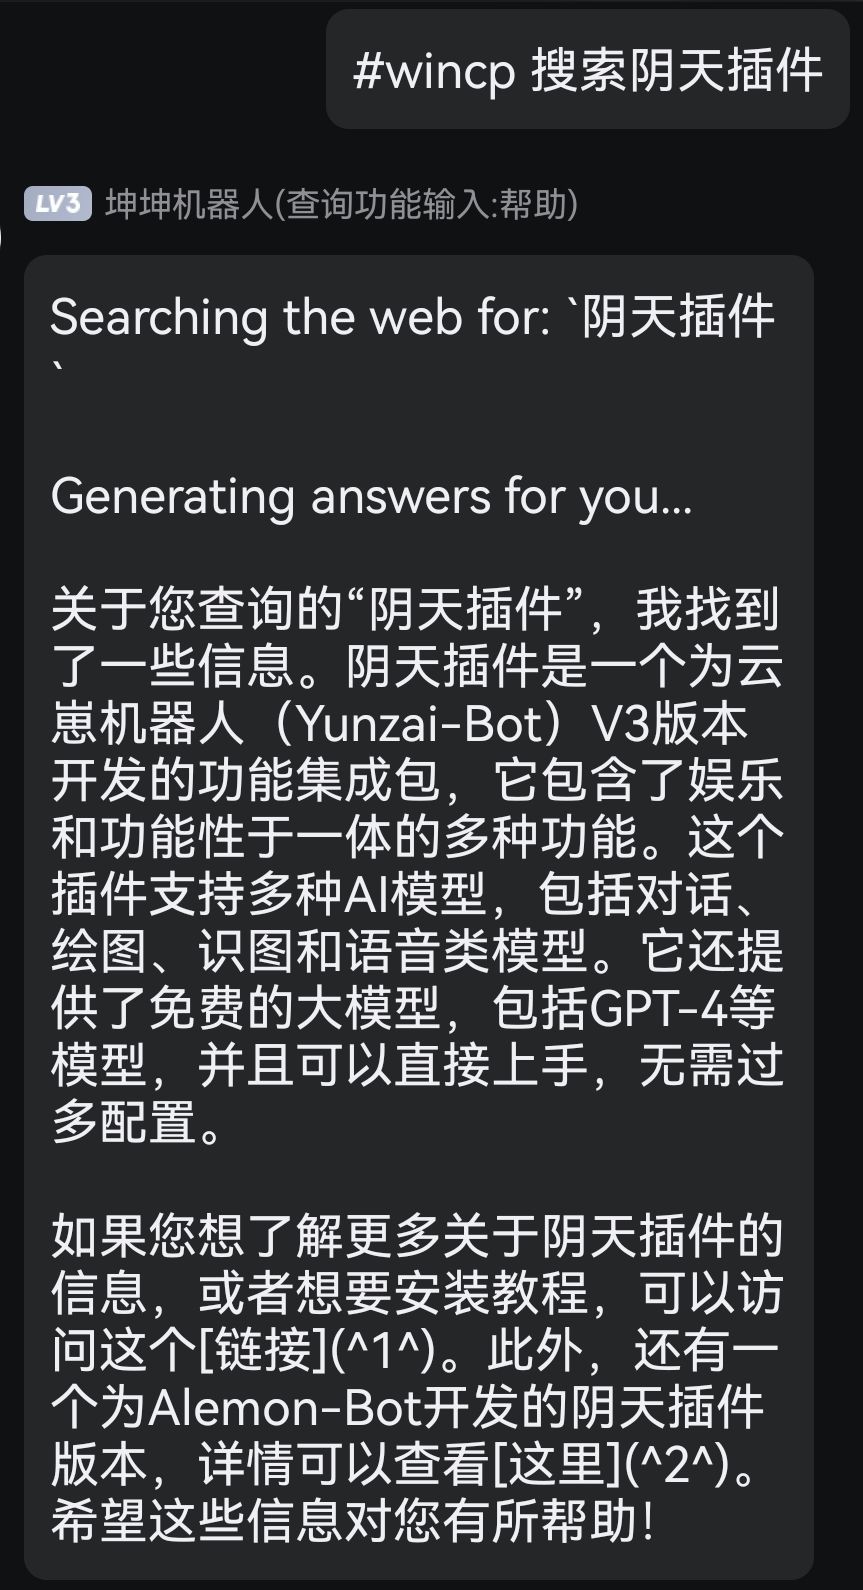 #wincp 搜索阴天插件
LV3 坤坤机器人(查询功能输入:帮助)
Searching the web for: `阴天插件
`
Generating answers for you...
关于您查询的“阴天插件”，我找到
了一些信息。阴天插件是一个为云
崽机器人（Yunzai-Bot）V3版本
开发的功能集成包，它包含了娱乐
和功能性于一体的多种功能。这个
插件支持多种AI模型，包括对话、
绘图、识图和语音类模型。它还提
供了免费的大模型，包括GPT-4等
模型，并且可以直接上手，无需过
多配置。
如果您想了解更多关于阴天插件的
信息，或者想要安装教程，可以访
问这个[链接](^1^)。此外，还有一
个为Alemon-Bot开发的阴天插件
版本，详情可以查看[这里](^2^)。
希望这些信息对您有所帮助！